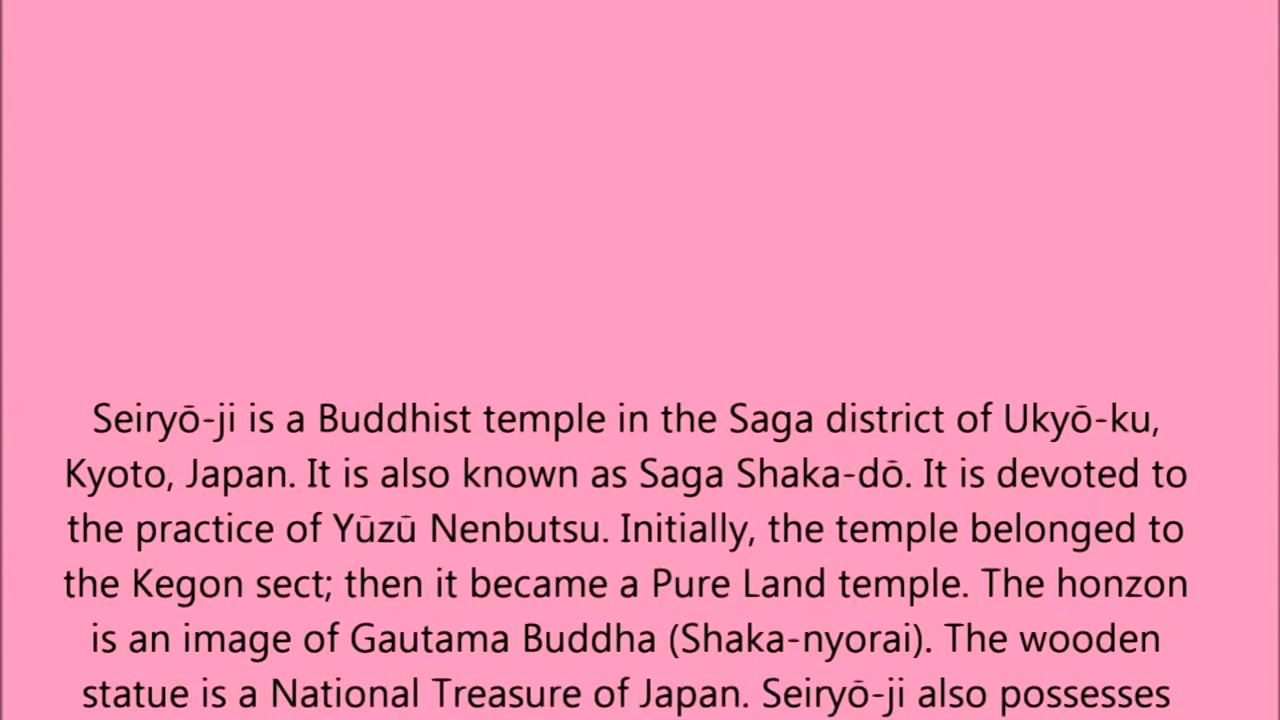 Seiryō-ji is a Buddhist temple in the Saga district of Ukyō-ku,
Kyoto, Japan. It is also known as Saga Shaka-dō. It is devoted to
the practice of Yūzū Nenbutsu. Initially, the temple belonged to
the Kegon sect; then it became a Pure Land temple. The honzon
is an image of Gautama Buddha (Shaka-nyorai). The wooden
statue is a National Treasure of Japan. Seiryō-ji also possesses